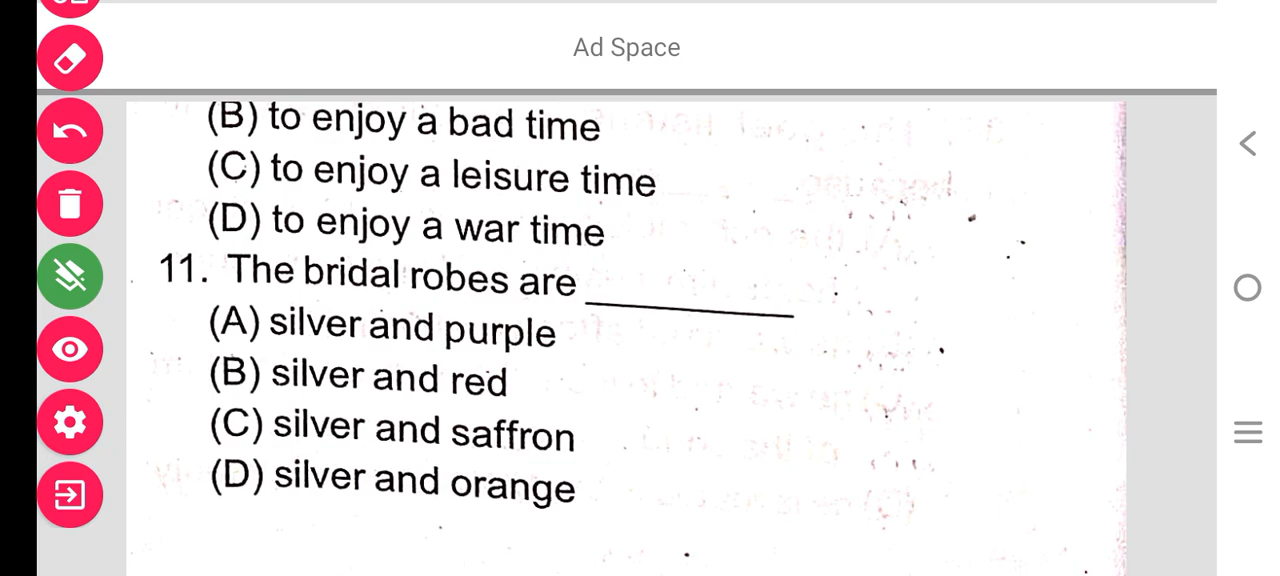 Ad Space
(B) to enjoy a bad time
(C) to enjoy a leisure time
(D) to enjoy a war time
11. The bridal robes are ________
(A) silver and purple
(B) silver and red
(C) silver and saffron
(D) silver and orange